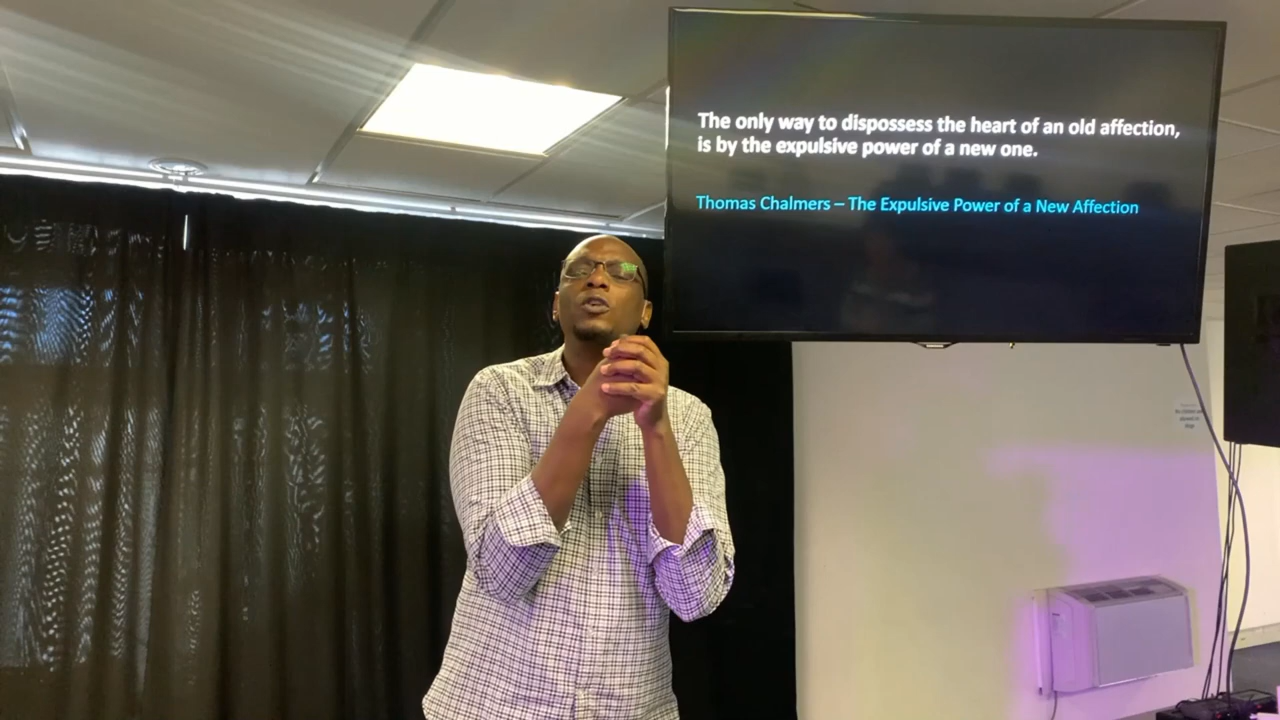 The only way to dispossess the heart of an old affection,
is by the expulsive power of a new one.
Thomas Chalmers – The Expulsive Power of a New Affection